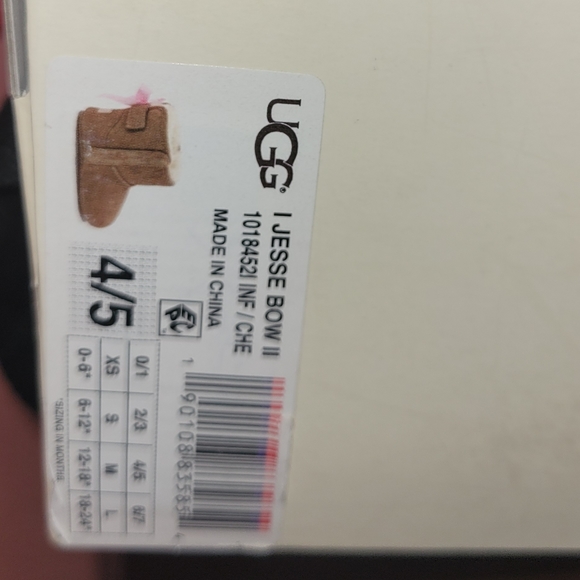 UGG®
I JESSE BOW II
1018452I INF / CHE
MADE IN CHINA
4/5
0/1 2/3 4/5 6/7
XS S M L
0-6* 6-12* 12-18* 18-24*
*SIZING IN MONTHS